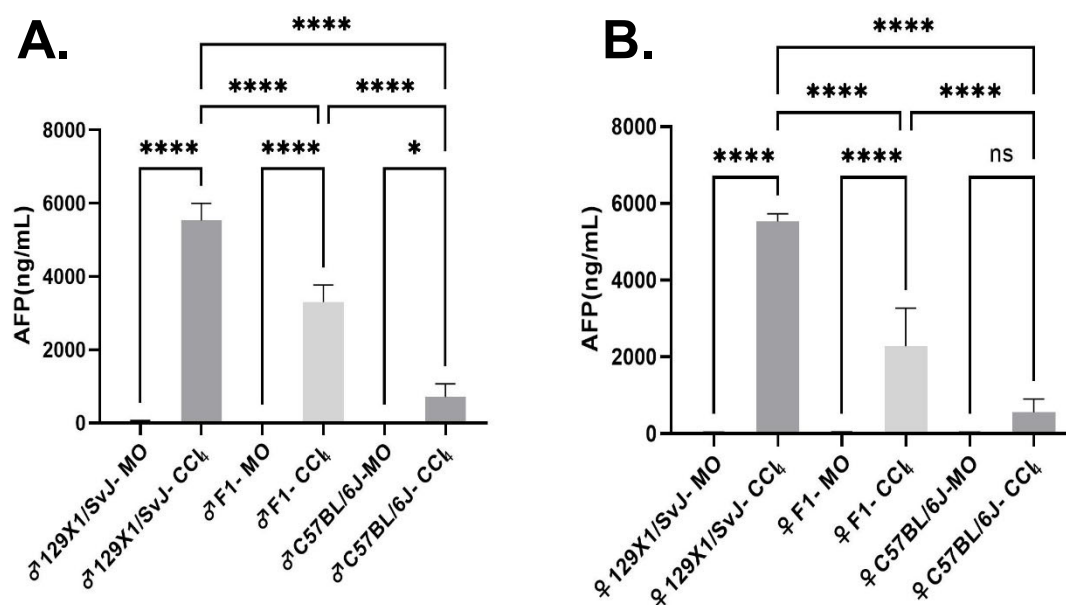 A.
****
**** ****
**** **** *
8000
6000
4000
2000
0
AFP(ng/mL)
♂129X1/SvJ- MO
♂129X1/SvJ- CCl₄
♂F1- MO
♂F1- CCl₄
♂C57BL/6J-MO
♂C57BL/6J- CCl₄
B.
****
**** ****
**** **** ns
8000
6000
4000
2000
0
AFP(ng/mL)
♀129X1/SvJ- MO
♀129X1/SvJ- CCl₄
♀F1- MO
♀F1- CCl₄
♀C57BL/6J-MO
♀C57BL/6J- CCl₄